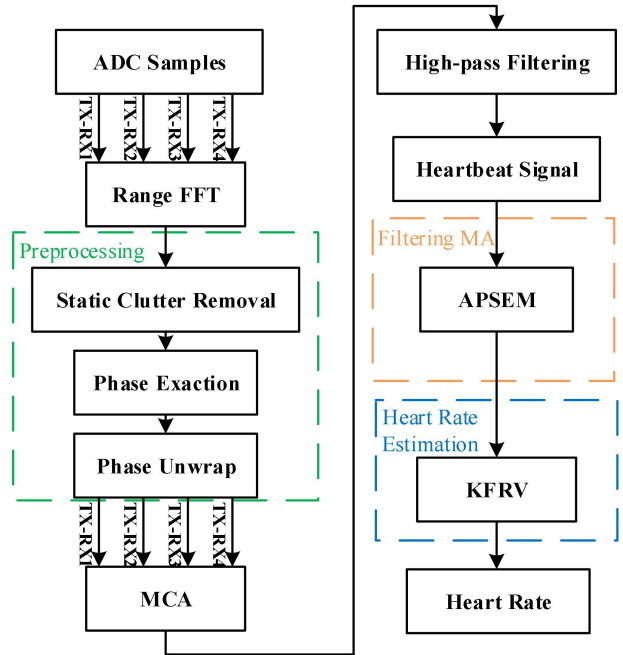 ADC Samples
TX-RX1
TX-RX2
TX-RX3
TX-RX4
Range FFT
Preprocessing
Static Clutter Removal
Phase Exaction
Phase Unwrap
TX-RX1
TX-RX2
TX-RX3
TX-RX4
MCA
High-pass Filtering
Heartbeat Signal
Filtering MA
APSEM
Heart Rate
Estimation
KFRV
Heart Rate